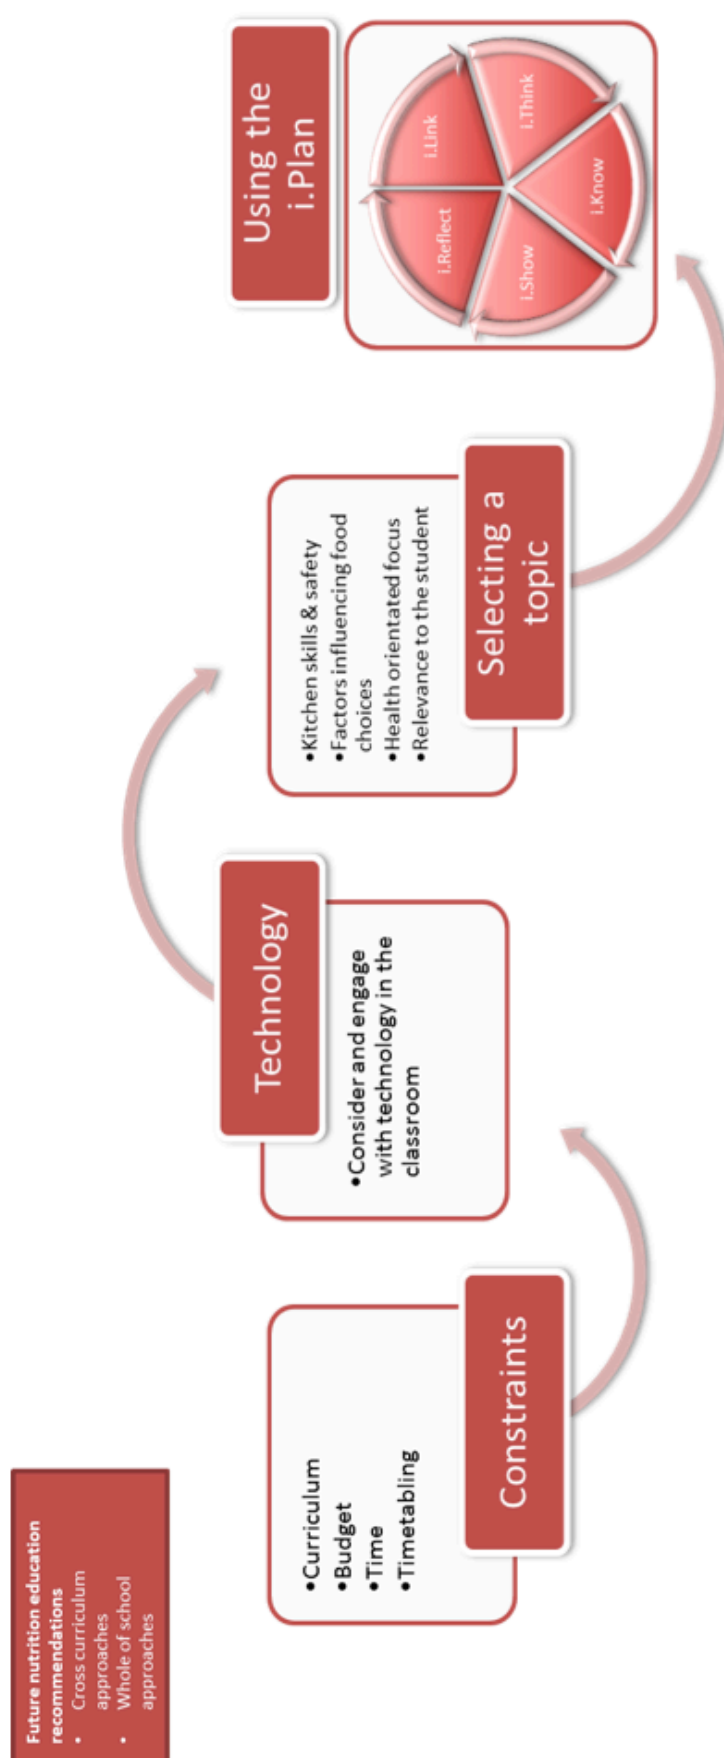 Future nutrition education
recommendations
• Cross curriculum
approaches
• Whole of school
approaches
•Curriculum
•Budget
•Time
•Timetabling
Constraints
Technology
•Consider and engage
with technology in the
classroom
•Kitchen skills & safety
•Factors influencing food
choices
•Health orientated focus
•Relevance to the student
Selecting a
topic
Using the
i.Plan
i.Link
i.Think
i.Know
i.Show
i.Reflect